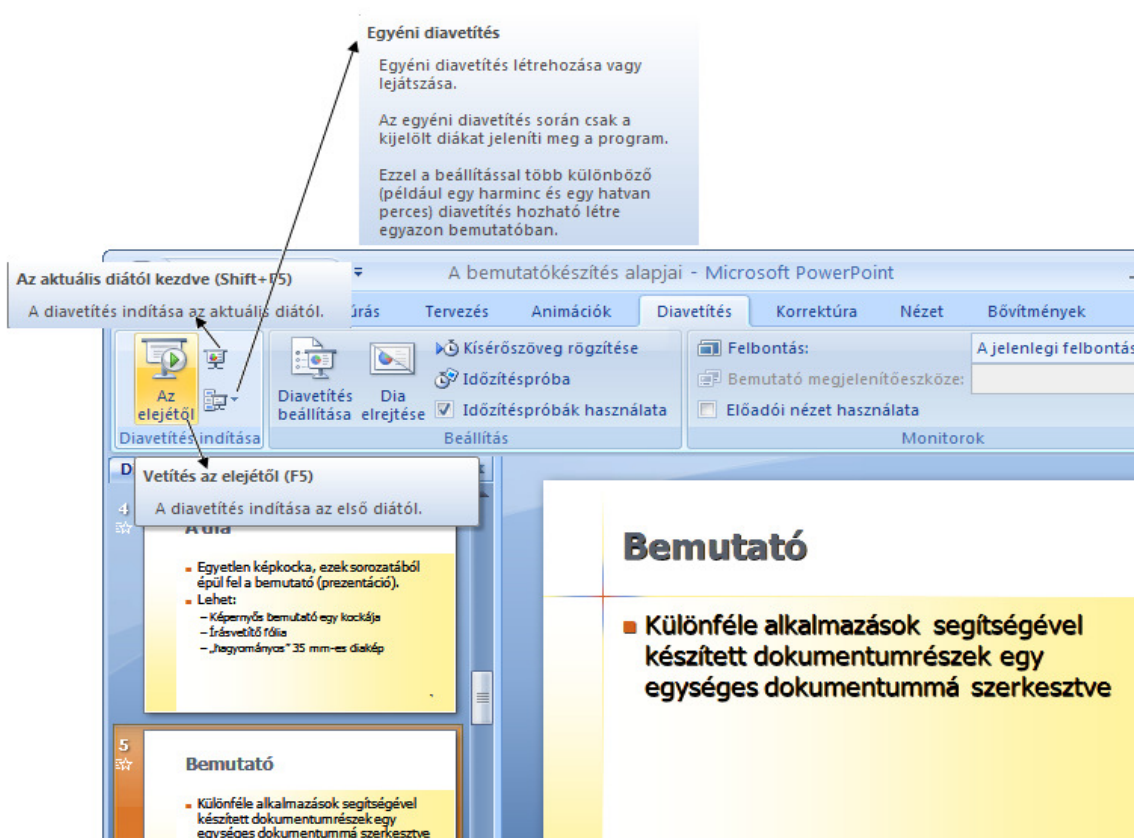 Egyéni diavetítés
Egyéni diavetítés létrehozása vagy
lejátszása.
Az egyéni diavetítés során csak a
kijelölt diákat jeleníti meg a program.
Ezzel a beállítással több különböző
(például egy harminc és egy hatvan
perces) diavetítés hozható létre
egyazon bemutatóban.
A bemutatókészítés alapjai - Microsoft PowerPoint
Az aktuális diától kezdve (Shift+F5)
A diavetítés indítása az aktuális diától.
Tervezés Animációk Diavetítés Korrektúra Nézet Bővítmények
Az
elejétől
Diavetítés indítása
Diavetítés
beállítása
Dia
elrejtése
Kísérőszöveg rögzítése
Időzítéspróba
Időzítéspróbák használata
Beállítás
Felbontás:
A jelenlegi felbontás
Bemutató megjelenítőeszköze:
Előadói nézet használata
Monitorok
Vetítés az elejétől (F5)
A diavetítés indítása az első diától.
4
A dia
Egyetlen képkocka, ezek sorozatából
épül fel a bemutató (prezentáció).
Lehet:
– Képernyős bemutató egy kockája
– Írásvetítő fólia
– „hagyományos" 35 mm-es diakép
5
Bemutató
Különféle alkalmazások segítségével
készített dokumentumrészek egy
egységes dokumentummá szerkesztve
Bemutató
Különféle alkalmazások segítségével
készített dokumentumrészek egy
egységes dokumentummá szerkesztve